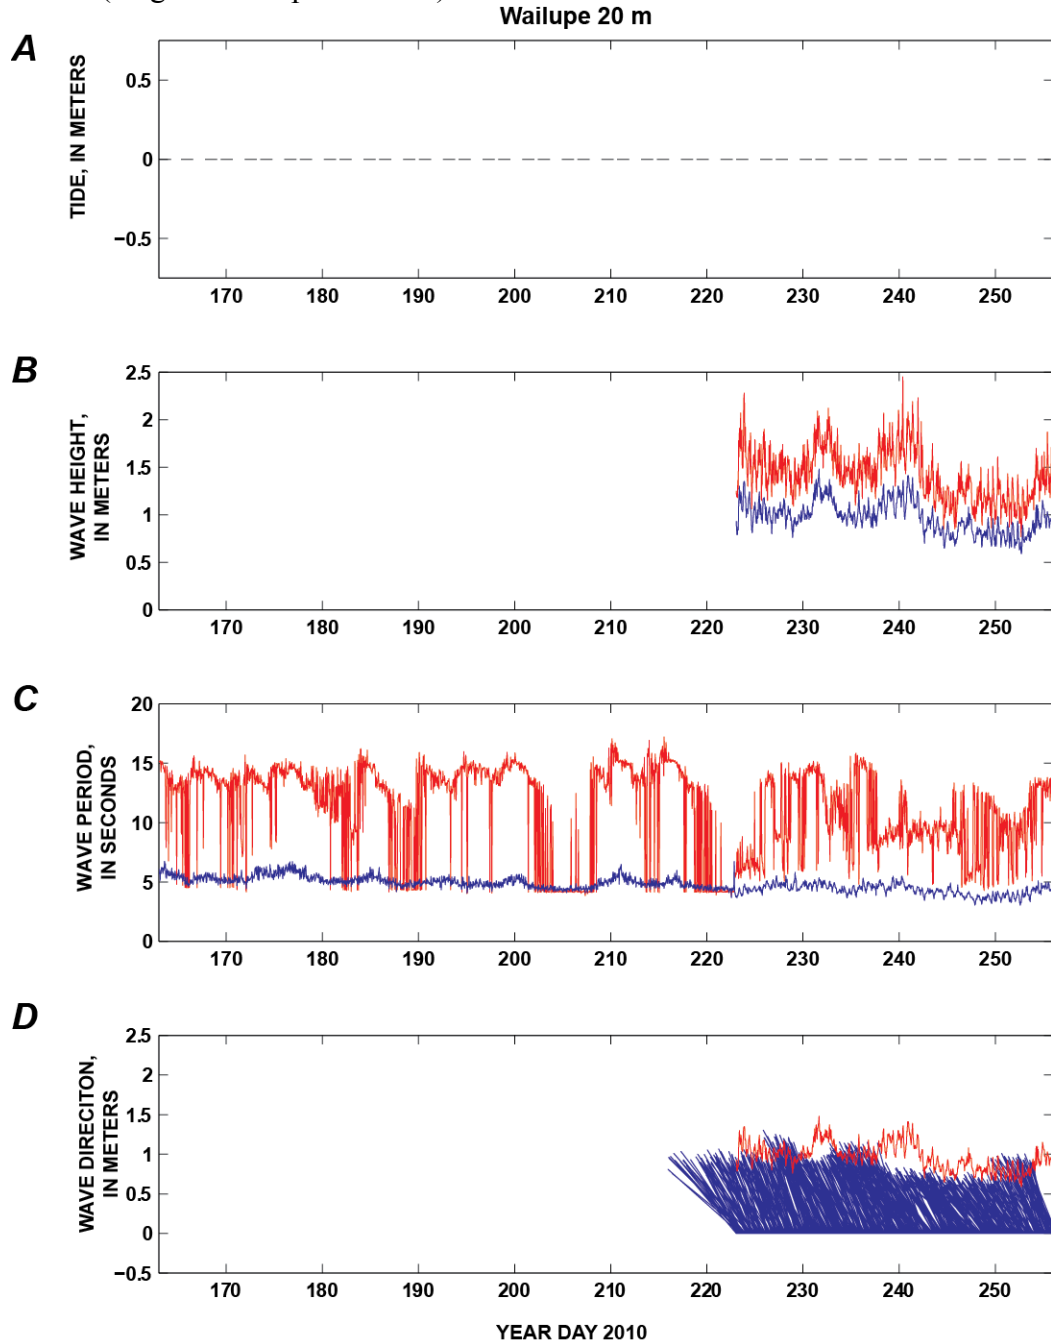 Wailupe 20 m
A
TIDE, IN METERS
0.5
0
−0.5
170 180 190 200 210 220 230 240 250
B
WAVE HEIGHT,
IN METERS
2.5
2
1.5
1
0.5
0
170 180 190 200 210 220 230 240 250
C
WAVE PERIOD,
IN SECONDS
20
15
10
5
0
170 180 190 200 210 220 230 240 250
D
WAVE DIRECITON,
IN METERS
2.5
2
1.5
1
0.5
0
−0.5
170 180 190 200 210 220 230 240 250
YEAR DAY 2010